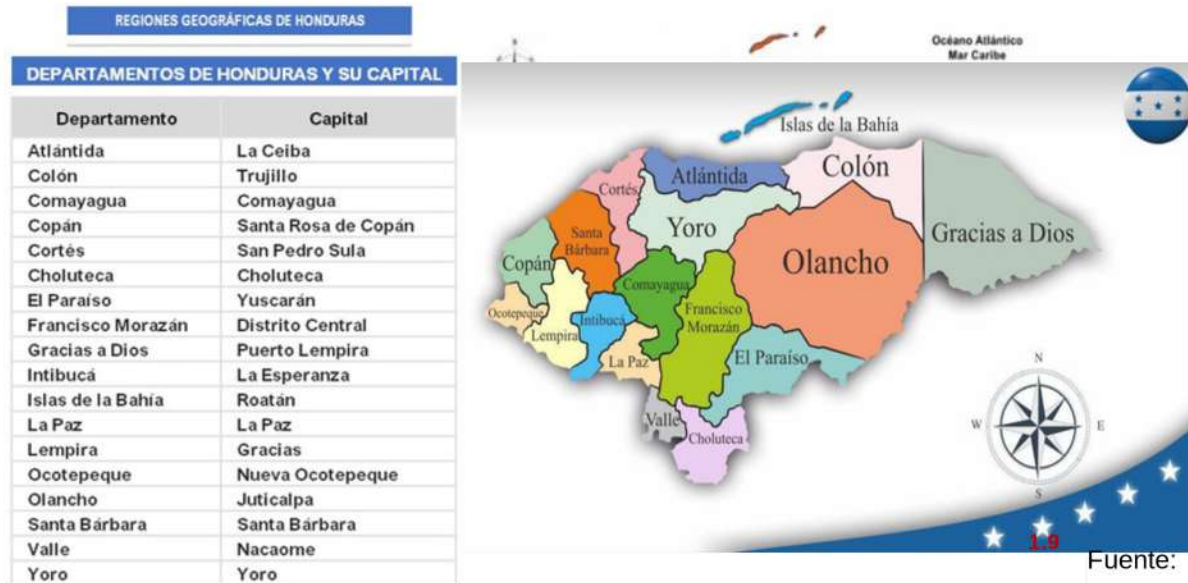 REGIONES GEOGRÁFICAS DE HONDURAS
DEPARTAMENTOS DE HONDURAS Y SU CAPITAL
Departamento Capital
Atlántida La Ceiba
Colón Trujillo
Comayagua Comayagua
Copán Santa Rosa de Copán
Cortés San Pedro Sula
Choluteca Choluteca
El Paraíso Yuscarán
Francisco Morazán Distrito Central
Gracias a Dios Puerto Lempira
Intibucá La Esperanza
Islas de la Bahía Roatán
La Paz La Paz
Lempira Gracias
Ocotepeque Nueva Ocotepeque
Olancho Juticalpa
Santa Bárbara Santa Bárbara
Valle Nacaome
Yoro Yoro
Océano Atlántico
Mar Caribe
Islas de la Bahía
Atlántida
Colón
Cortés
Yoro
Gracias a Dios
Santa
Bárbara
Olancho
Copán
Comayagua
Ocotepeque
Intibucá
Francisco
Morazán
Lempira
La Paz
El Paraíso
Valle
Choluteca
N
W
E
S
1.9
Fuente: